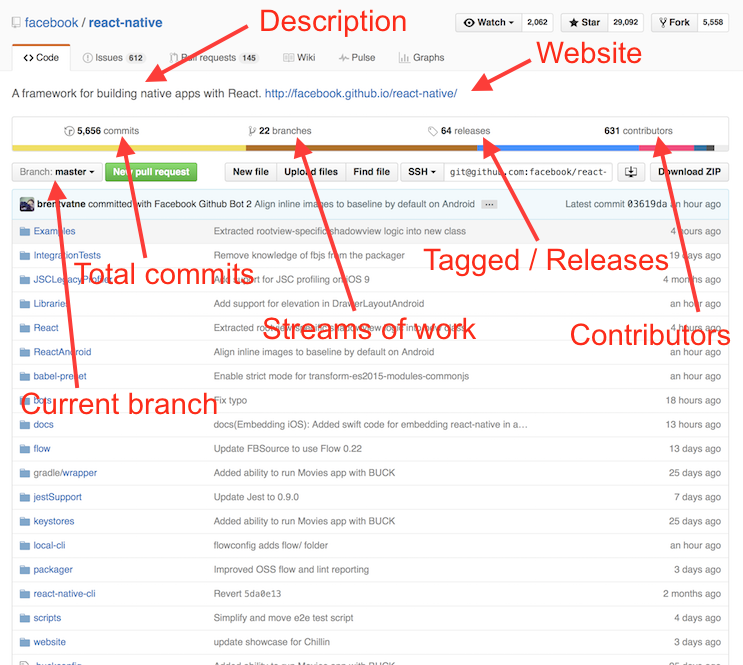 facebook / react-native
Description
Watch 2,062 Star 29,092 Fork 5,558
Code Issues 612 Pull requests 145 Wiki Pulse Graphs
Website
A framework for building native apps with React. http://facebook.github.io/react-native/
5,656 commits 22 branches 64 releases 631 contributors
Branch: master New pull request New file Upload files Find file SSH git@github.com:facebook/react- Download ZIP
brentvatne committed with Facebook Github Bot 2 Align inline images to baseline by default on Android ... Latest commit 03619da an hour ago
Examples Extracted rootview-specific shadowview logic into new class 4 hours ago
IntegrationTests Remove knowledge of fbjs from the packager 19 days ago
Total commits
Tagged / Releases
JSCLegacyProfiler Add support for JSC profiling on iOS 9 4 months ago
Libraries Add support for elevation in DrawerLayoutAndroid an hour ago
Streams of work
Contributors
React Extracted rootview-specific shadowview logic into new class 4 hours ago
ReactAndroid Align inline images to baseline by default on Android an hour ago
babel-preset Enable strict mode for transform-es2015-modules-commonjs an hour ago
Current branch
bots Fix typo 18 hours ago
docs docs(Embedding iOS): Added swift code for embedding react-native in a... 13 hours ago
flow Update FBSource to use Flow 0.22 13 days ago
gradle/wrapper Added ability to run Movies app with BUCK 25 days ago
jestSupport Update Jest to 0.9.0 7 days ago
keystores Added ability to run Movies app with BUCK 25 days ago
local-cli flowconfig adds flow/ folder an hour ago
packager Improved OSS flow and lint reporting 3 days ago
react-native-cli Revert 5da0e13 2 months ago
scripts Simplify and move e2e test script 4 days ago
website update showcase for Chillin 3 days ago
.buckconfig Added ability to run Movies app with BUCK 25 days ago